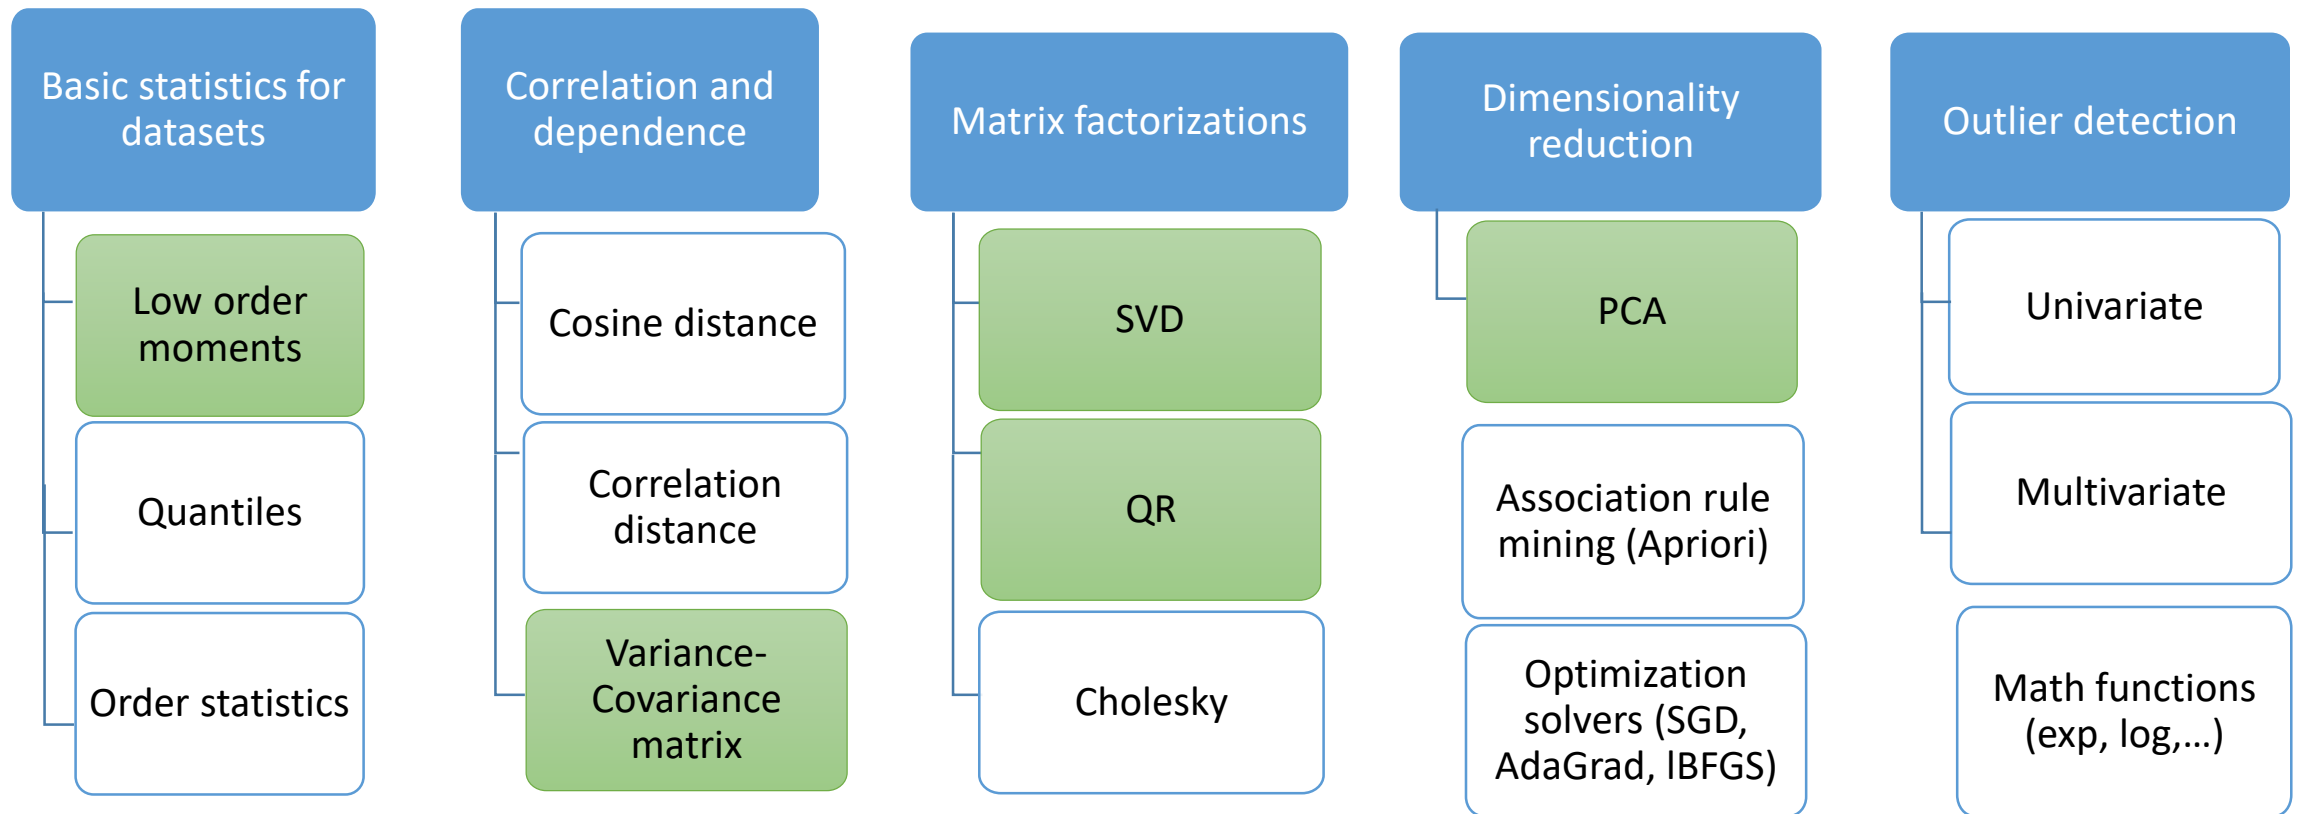 Basic statistics for
datasets
Low order
moments
Quantiles
Order statistics
Correlation and
dependence
Cosine distance
Correlation
distance
Variance-
Covariance
matrix
Matrix factorizations
SVD
QR
Cholesky
Dimensionality
reduction
PCA
Association rule
mining (Apriori)
Optimization
solvers (SGD,
AdaGrad, lBFGS)
Outlier detection
Univariate
Multivariate
Math functions
(exp, log,...)